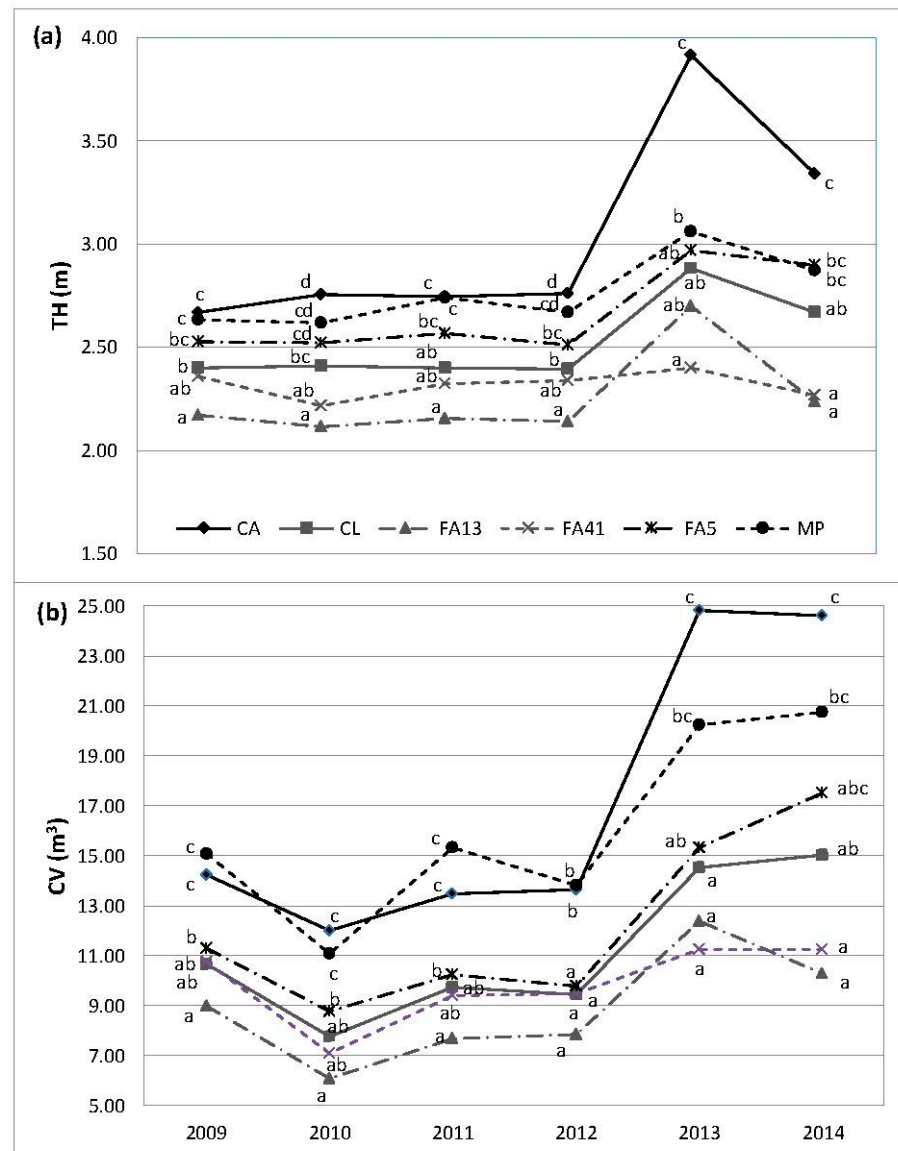 (a)
4.00
c
3.50
c
3.00
b
ab
bc
bc
TH (m)
c
d
c
d
c
cd
c
cd
ab
ab
bc
cd
bc
bc
2.50
b
bc
ab
b
ab
ab
ab
ab
ab
a
a
a
a
a
a
a
2.00
CA CL FA13 FA41 FA5 MP
1.50
(b)
25.00
c
c
23.00
21.00
bc
bc
19.00
17.00
abc
CV (m³)
15.00
c
c
ab
ab
c
b
a
13.00
c
c
b
a
11.00
b
c
b
a
a
ab
ab
a
a
9.00
ab
b
ab
a
a
a
ab
a
a
7.00
ab
a
5.00
2009 2010 2011 2012 2013 2014